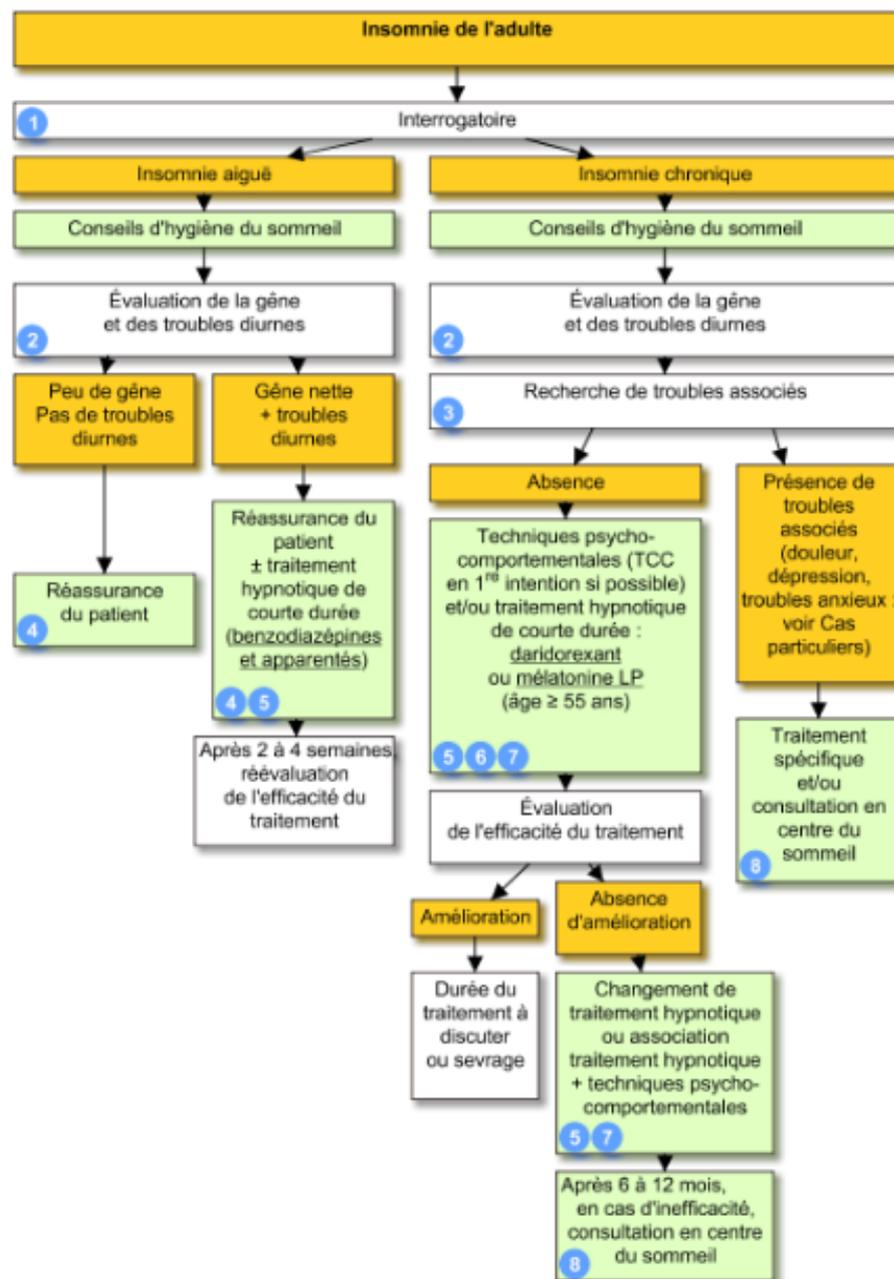 Insomnie de l'adulte
1
Interrogatoire
Insomnie aiguë
Conseils d'hygiène du sommeil
Évaluation de la gêne
et des troubles diurnes
2
Peu de gêne
Pas de troubles
diurnes
Réassurance
du patient
4
Gêne nette
+ troubles
diurnes
Réassurance du
patient
± traitement
hypnotique de
courte durée
(benzodiazépines
et apparentés)
4 5
Après 2 à 4 semaines,
réévaluation
de l'efficacité du
traitement
Insomnie chronique
Conseils d'hygiène du sommeil
Évaluation de la gêne
et des troubles diurnes
2
Recherche de troubles associés
3
Absence
Techniques psycho-
comportementales (TCC
en 1re intention si possible)
et/ou traitement hypnotique
de courte durée :
daridorexant
ou mélatonine LP
(âge ≥ 55 ans)
5 6 7
Évaluation
de l'efficacité du traitement
Amélioration
Durée du
traitement à
discuter
ou sevrage
Absence
d'amélioration
Changement de
traitement hypnotique
ou association
traitement hypnotique
+ techniques psycho-
comportementales
5 7
Après 6 à 12 mois,
en cas d'inefficacité,
consultation en centre
du sommeil
8
Présence de
troubles
associés
(douleur,
dépression,
troubles anxieux :
voir Cas
particuliers)
Traitement
spécifique
et/ou
consultation en
centre du
sommeil
8